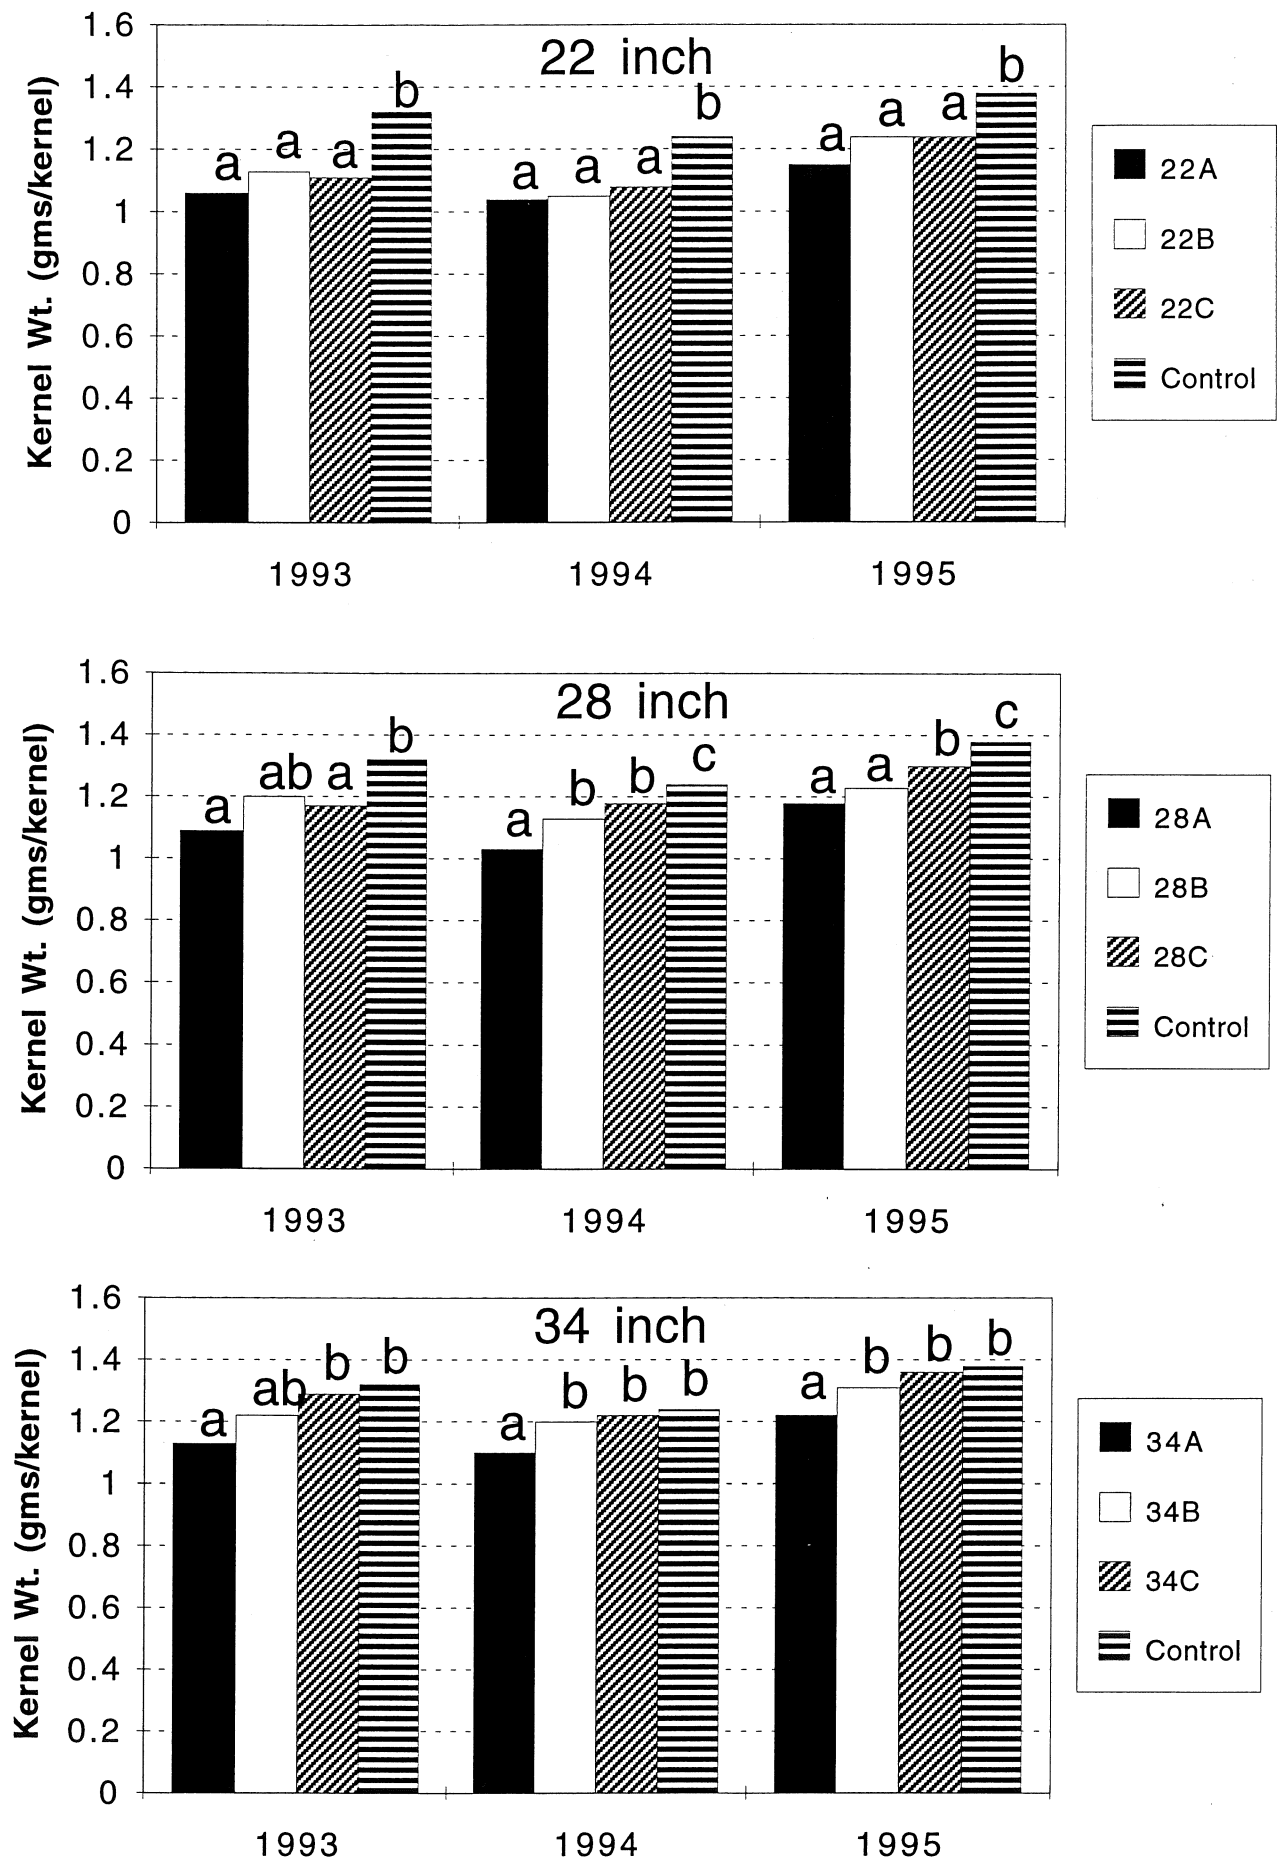 22 inch
Kernel Wt. (gms/kernel)
1.6
1.4
1.2
1
0.8
0.6
0.4
0.2
0
a a a b
a a a b
a a a b
1993 1994 1995
22A
22B
22C
Control
28 inch
Kernel Wt. (gms/kernel)
1.6
1.4
1.2
1
0.8
0.6
0.4
0.2
0
a ab a b
a b b c
a a b c
1993 1994 1995
28A
28B
28C
Control
34 inch
Kernel Wt. (gms/kernel)
1.6
1.4
1.2
1
0.8
0.6
0.4
0.2
0
a ab b b
a b b b
a b b b
1993 1994 1995
34A
34B
34C
Control